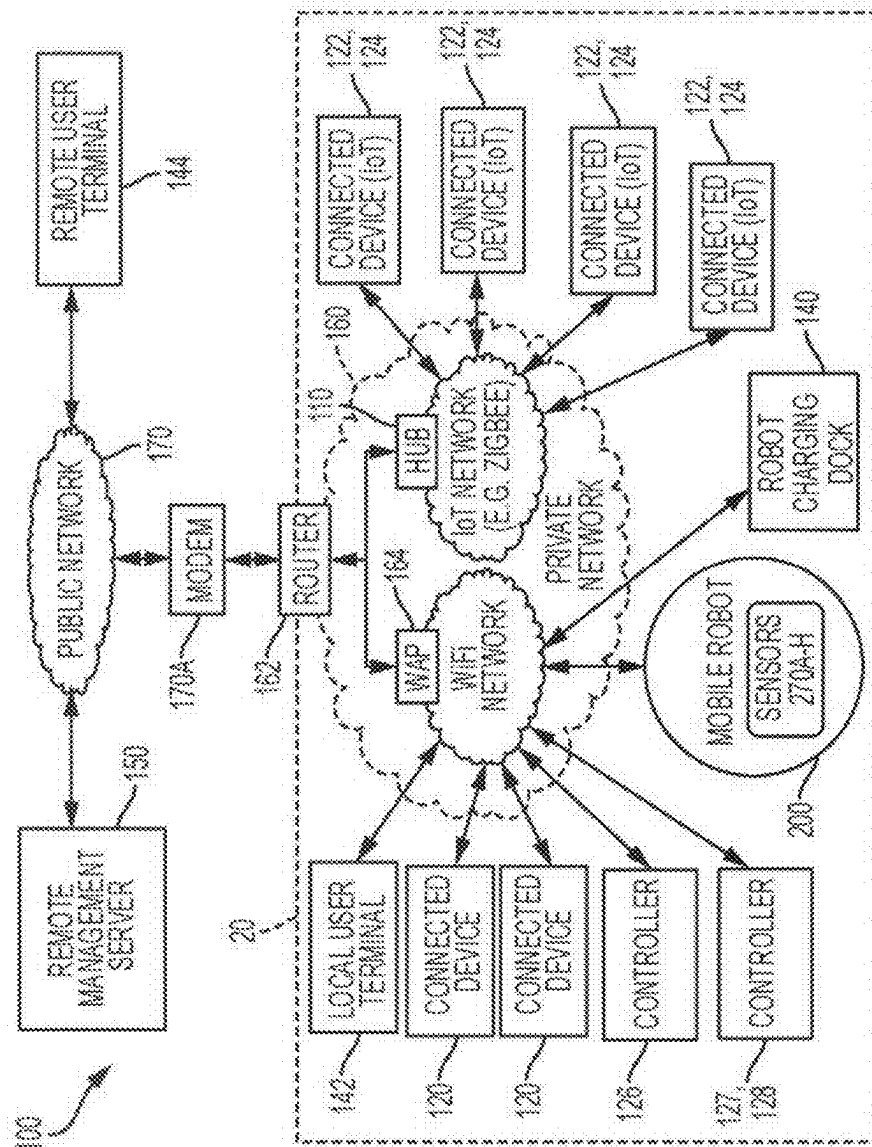 100
REMOTE
MANAGEMENT
SERVER
150
PUBLIC NETWORK
170
REMOTE USER
TERMINAL
144
MODEM
170A
ROUTER
162
20
160
110
HUB
WAP
164
WiFi
NETWORK
IoT NETWORK
(E.G. ZIGBEE)
PRIVATE
NETWORK
LOCAL USER
TERMINAL
142
CONNECTED
DEVICE
120
CONNECTED
DEVICE
120
CONTROLLER
126
CONTROLLER
127,
128
MOBILE ROBOT
SENSORS
270A-H
200
ROBOT
CHARGING
DOCK
140
CONNECTED
DEVICE (IoT)
122,
124
CONNECTED
DEVICE (IoT)
122,
124
CONNECTED
DEVICE (IoT)
122,
124
CONNECTED
DEVICE (IoT)
122,
124